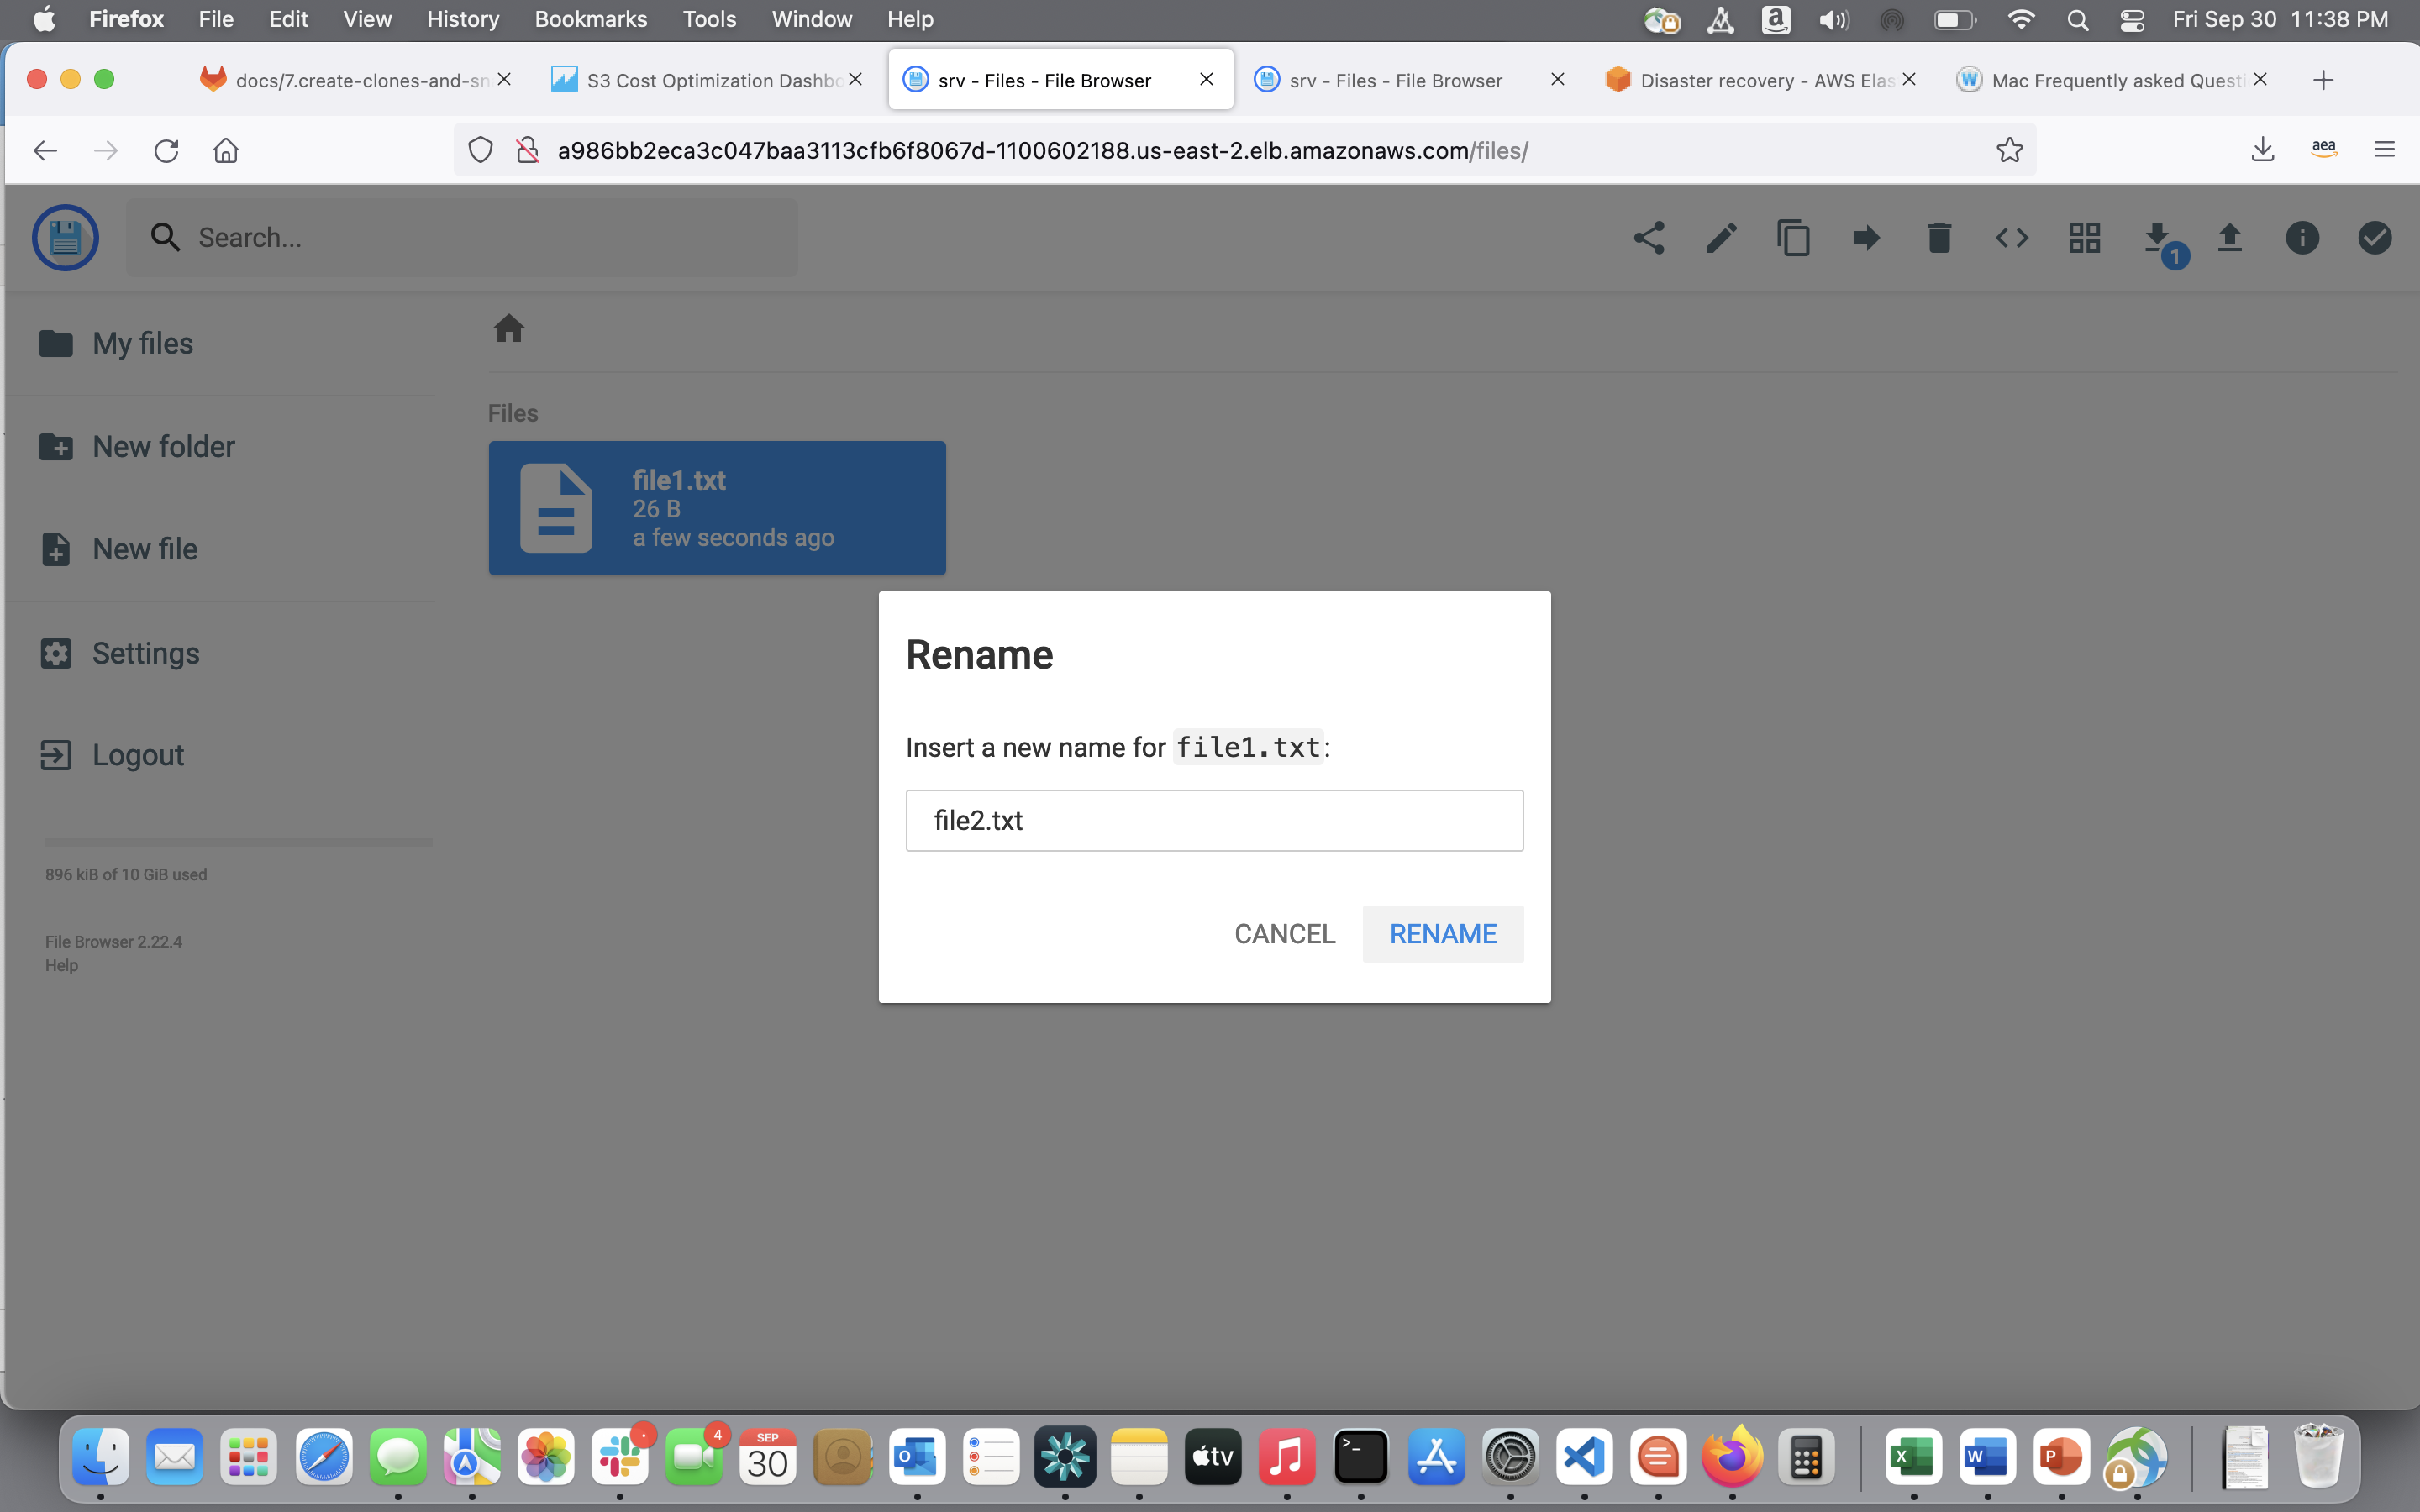 Firefox File Edit View History Bookmarks Tools Window Help Fri Sep 30 11:38 PM
docs/7.create-clones-and-sn S3 Cost Optimization Dashbo srv - Files - File Browser srv - Files - File Browser Disaster recovery - AWS Elas Mac Frequently asked Questi
a986bb2eca3c047baa3113cfb6f8067d-1100602188.us-east-2.elb.amazonaws.com/files/
aea
Search...
1
My files
New folder
New file
Settings
Logout
896 kiB of 10 GiB used
File Browser 2.22.4
Help
Files
file1.txt
26 B
a few seconds ago
Rename
Insert a new name for file1.txt:
file2.txt
CANCEL RENAME
4
SEP
30
tv